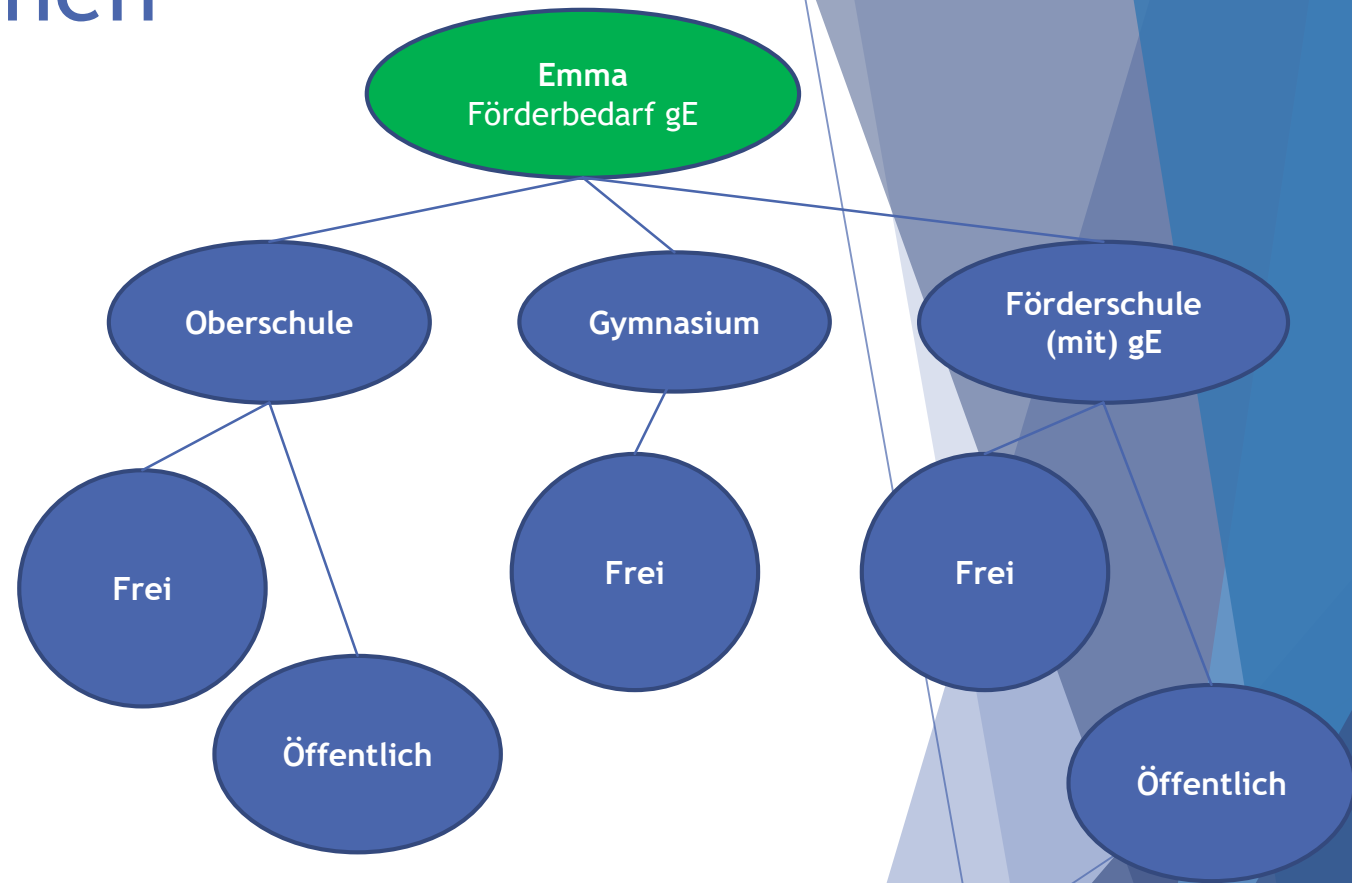 Emma
Förderbedarf gE
Oberschule
Gymnasium
Förderschule
(mit) gE
Frei
Frei
Frei
Öffentlich
Öffentlich